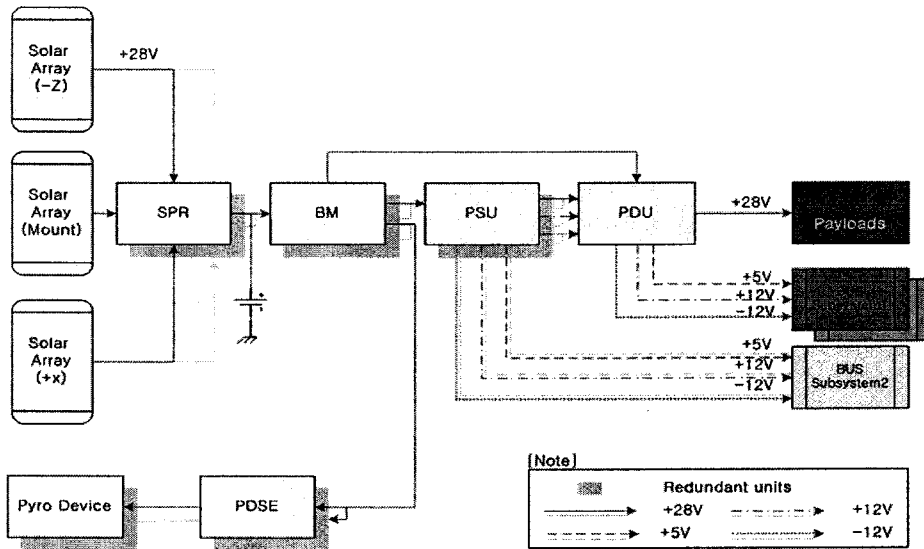 Solar
Array
(-Z)
+28V
Solar
Array
(Mount)
SPR
BM
PSU
PDU
+28V
Payloads
+5V
+12V
-12V
Solar
Array
(+x)
+5V
+12V
-12V
BUS
Subsystem2
Pyro Device
PDSE
[Note]
Redundant units
+28V
+12V
+5V
-12V